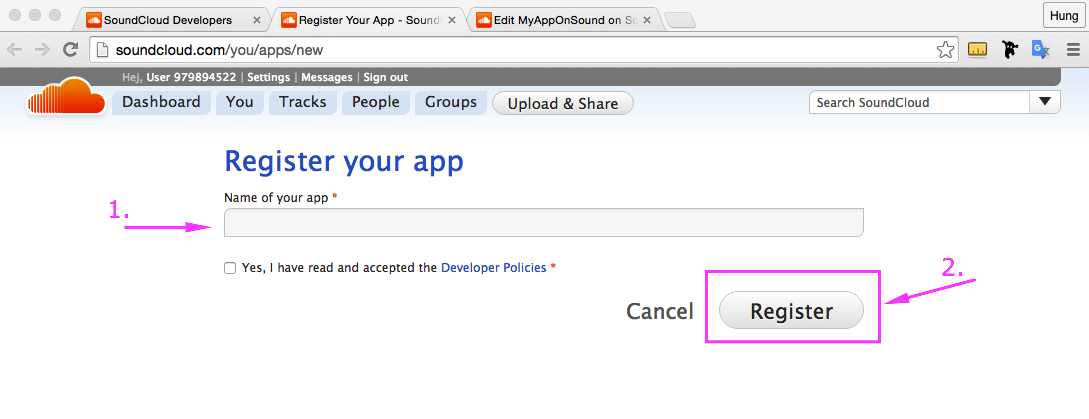 SoundCloud Developers
Register Your App - Sound
Edit MyAppOnSound on So
Hung
soundcloud.com/you/apps/new
Hej, User 979894522 | Settings | Messages | Sign out
Dashboard You Tracks People Groups Upload & Share Search SoundCloud
Register your app
Name of your app *
1.
Yes, I have read and accepted the Developer Policies *
2.
Cancel Register